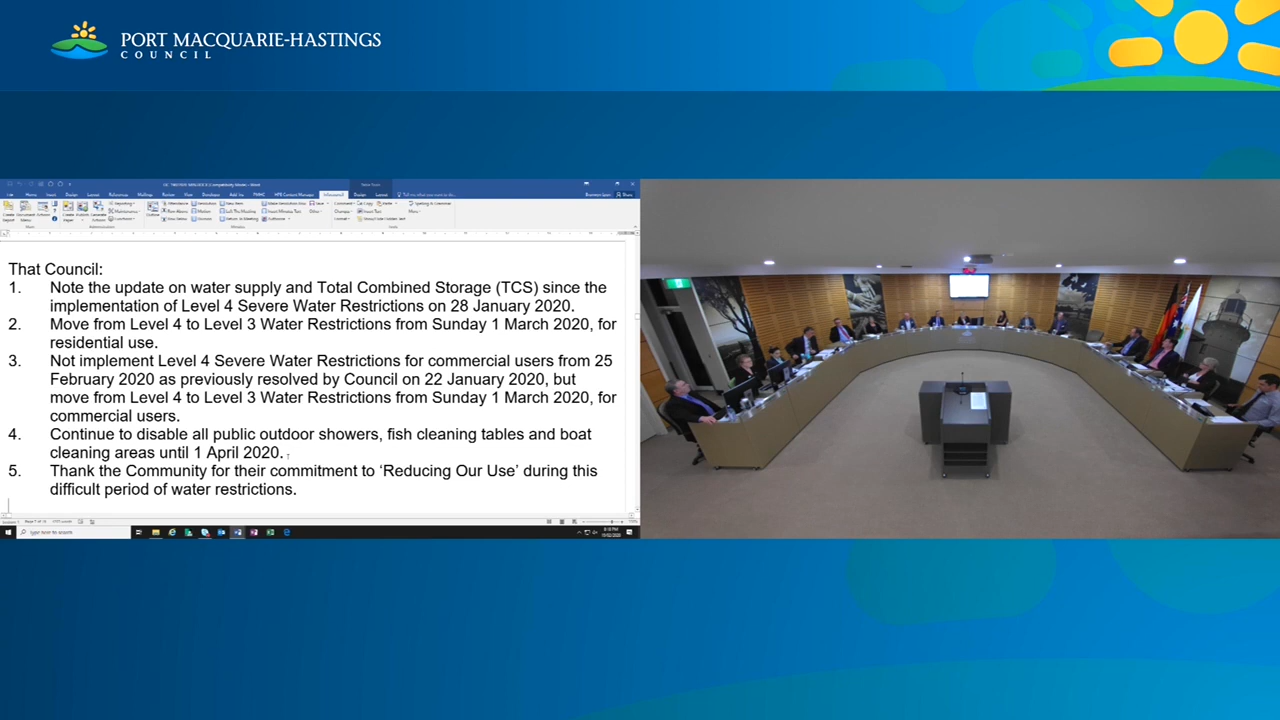 PORT MACQUARIE-HASTINGS
COUNCIL
That Council:
1. Note the update on water supply and Total Combined Storage (TCS) since the
implementation of Level 4 Severe Water Restrictions on 28 January 2020.
2. Move from Level 4 to Level 3 Water Restrictions from Sunday 1 March 2020, for
residential use.
3. Not implement Level 4 Severe Water Restrictions for commercial users from 25
February 2020 as previously resolved by Council on 22 January 2020, but
move from Level 4 to Level 3 Water Restrictions from Sunday 1 March 2020, for
commercial users.
4. Continue to disable all public outdoor showers, fish cleaning tables and boat
cleaning areas until 1 April 2020.
5. Thank the Community for their commitment to ‘Reducing Our Use’ during this
difficult period of water restrictions.
Type here to search